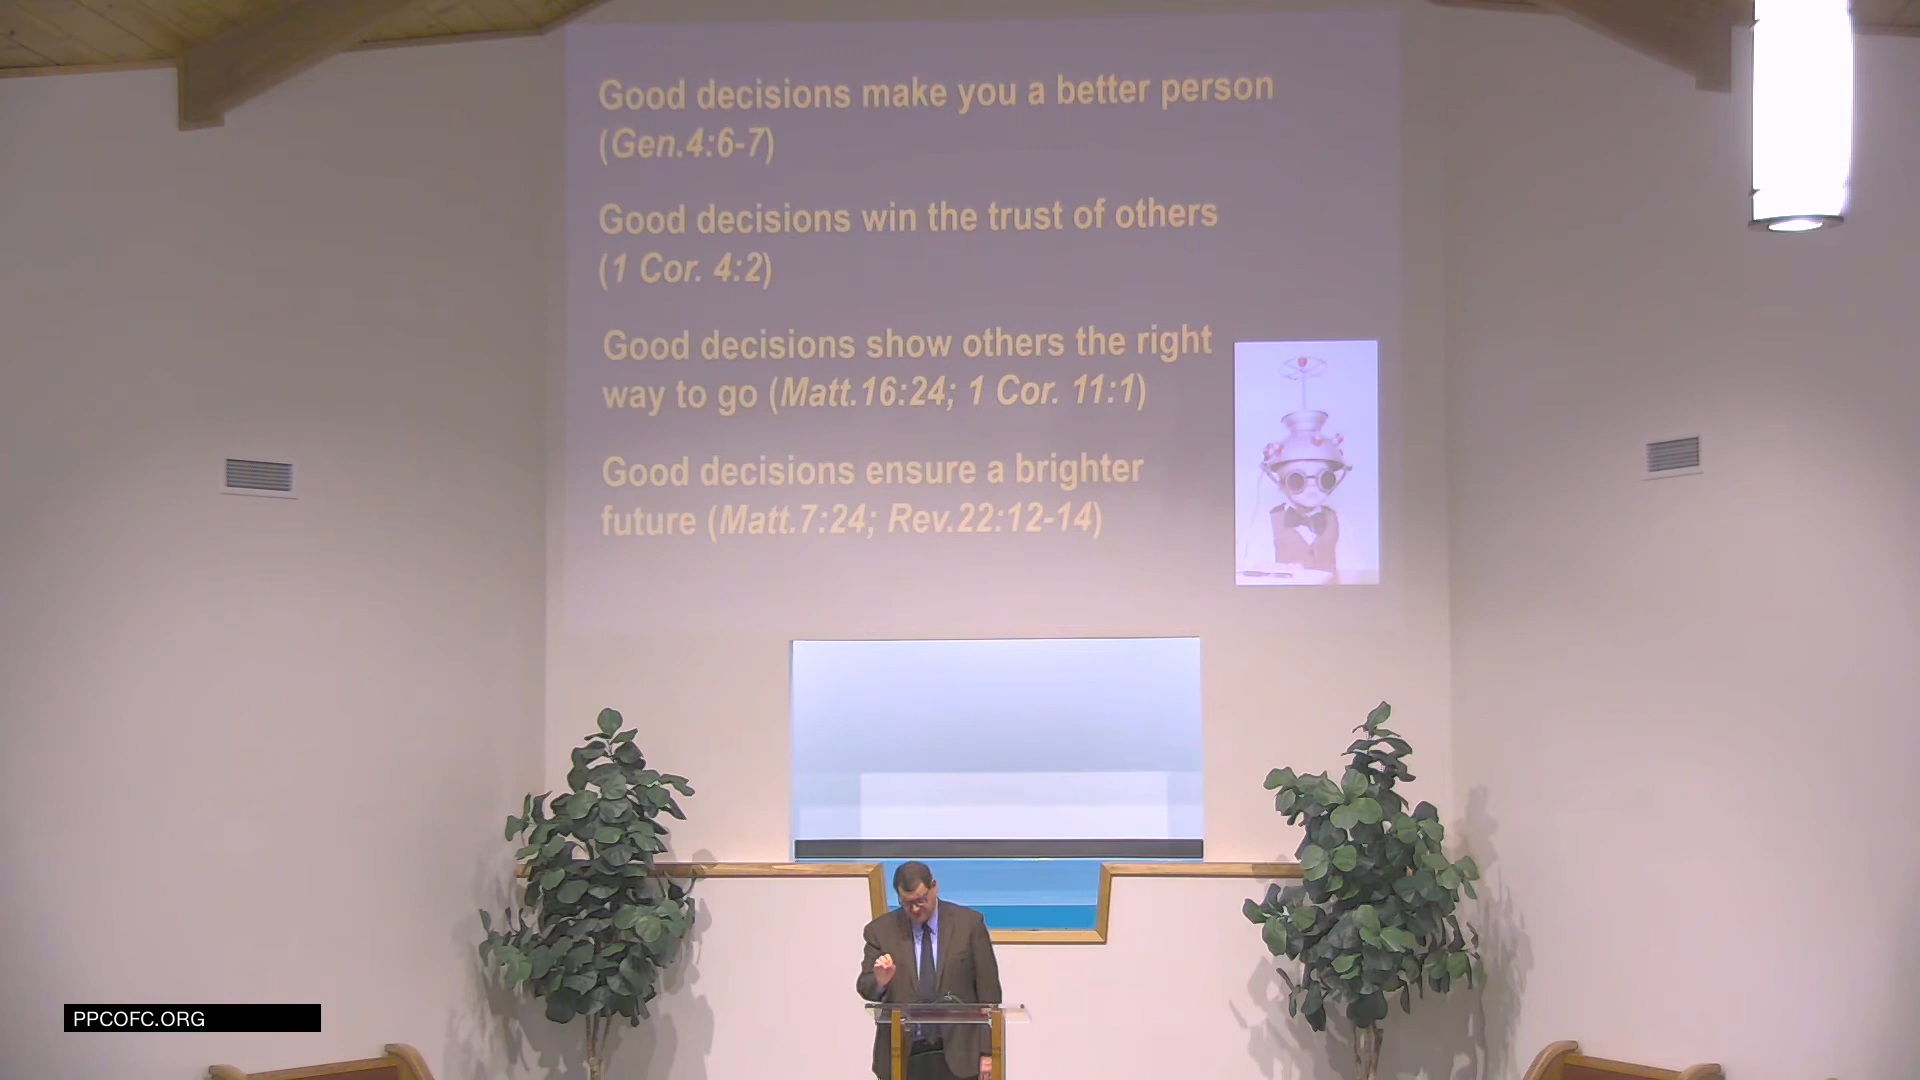 Good decisions make you a better person
(Gen.4:6-7)
Good decisions win the trust of others
(1 Cor. 4:2)
Good decisions show others the right
way to go (Matt.16:24; 1 Cor. 11:1)
Good decisions ensure a brighter
future (Matt.7:24; Rev.22:12-14)
PPCOFC.ORG